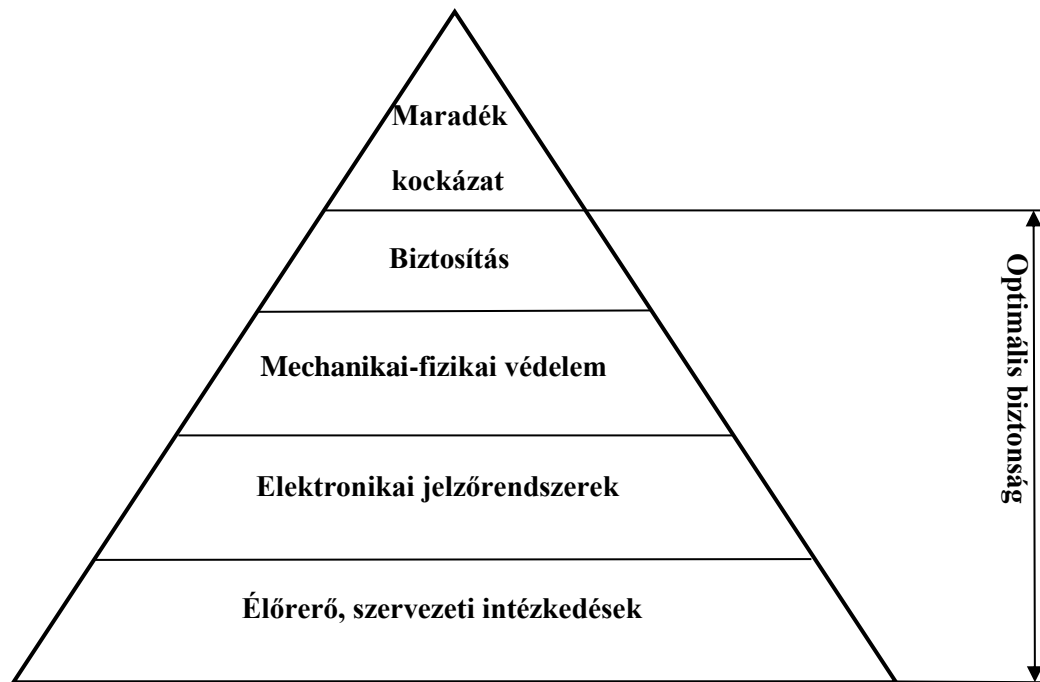 Maradék
kockázat
Biztosítás
Mechanikai-fizikai védelem
Elektronikai jelzőrendszerek
Élőrerő, szervezeti intézkedések
Optimális biztonság